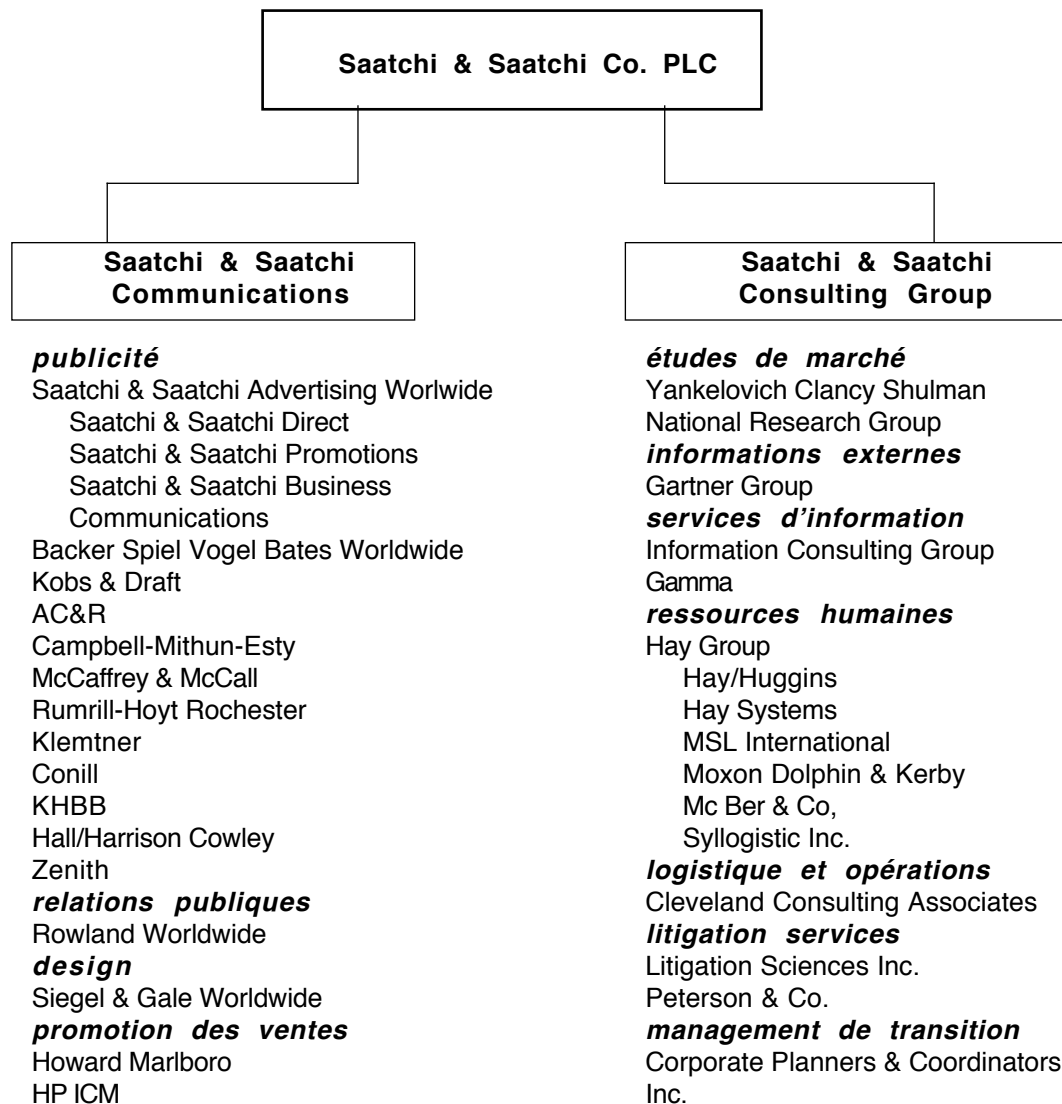 Saatchi & Saatchi Co. PLC
Saatchi & Saatchi
Communications
publicité
Saatchi & Saatchi Advertising Worlwide
Saatchi & Saatchi Direct
Saatchi & Saatchi Promotions
Saatchi & Saatchi Business
Communications
Backer Spiel Vogel Bates Worldwide
Kobs & Draft
AC&R
Campbell-Mithun-Esty
McCaffrey & McCall
Rumrill-Hoyt Rochester
Klemtner
Conill
KHBB
Hall/Harrison Cowley
Zenith
relations publiques
Rowland Worldwide
design
Siegel & Gale Worldwide
promotion des ventes
Howard Marlboro
HP ICM
Saatchi & Saatchi
Consulting Group
études de marché
Yankelovich Clancy Shulman
National Research Group
informations externes
Gartner Group
services d'information
Information Consulting Group
Gamma
ressources humaines
Hay Group
Hay/Huggins
Hay Systems
MSL International
Moxon Dolphin & Kerby
Mc Ber & Co,
Syllogistic Inc.
logistique et opérations
Cleveland Consulting Associates
litigation services
Litigation Sciences Inc.
Peterson & Co.
management de transition
Corporate Planners & Coordinators
Inc.